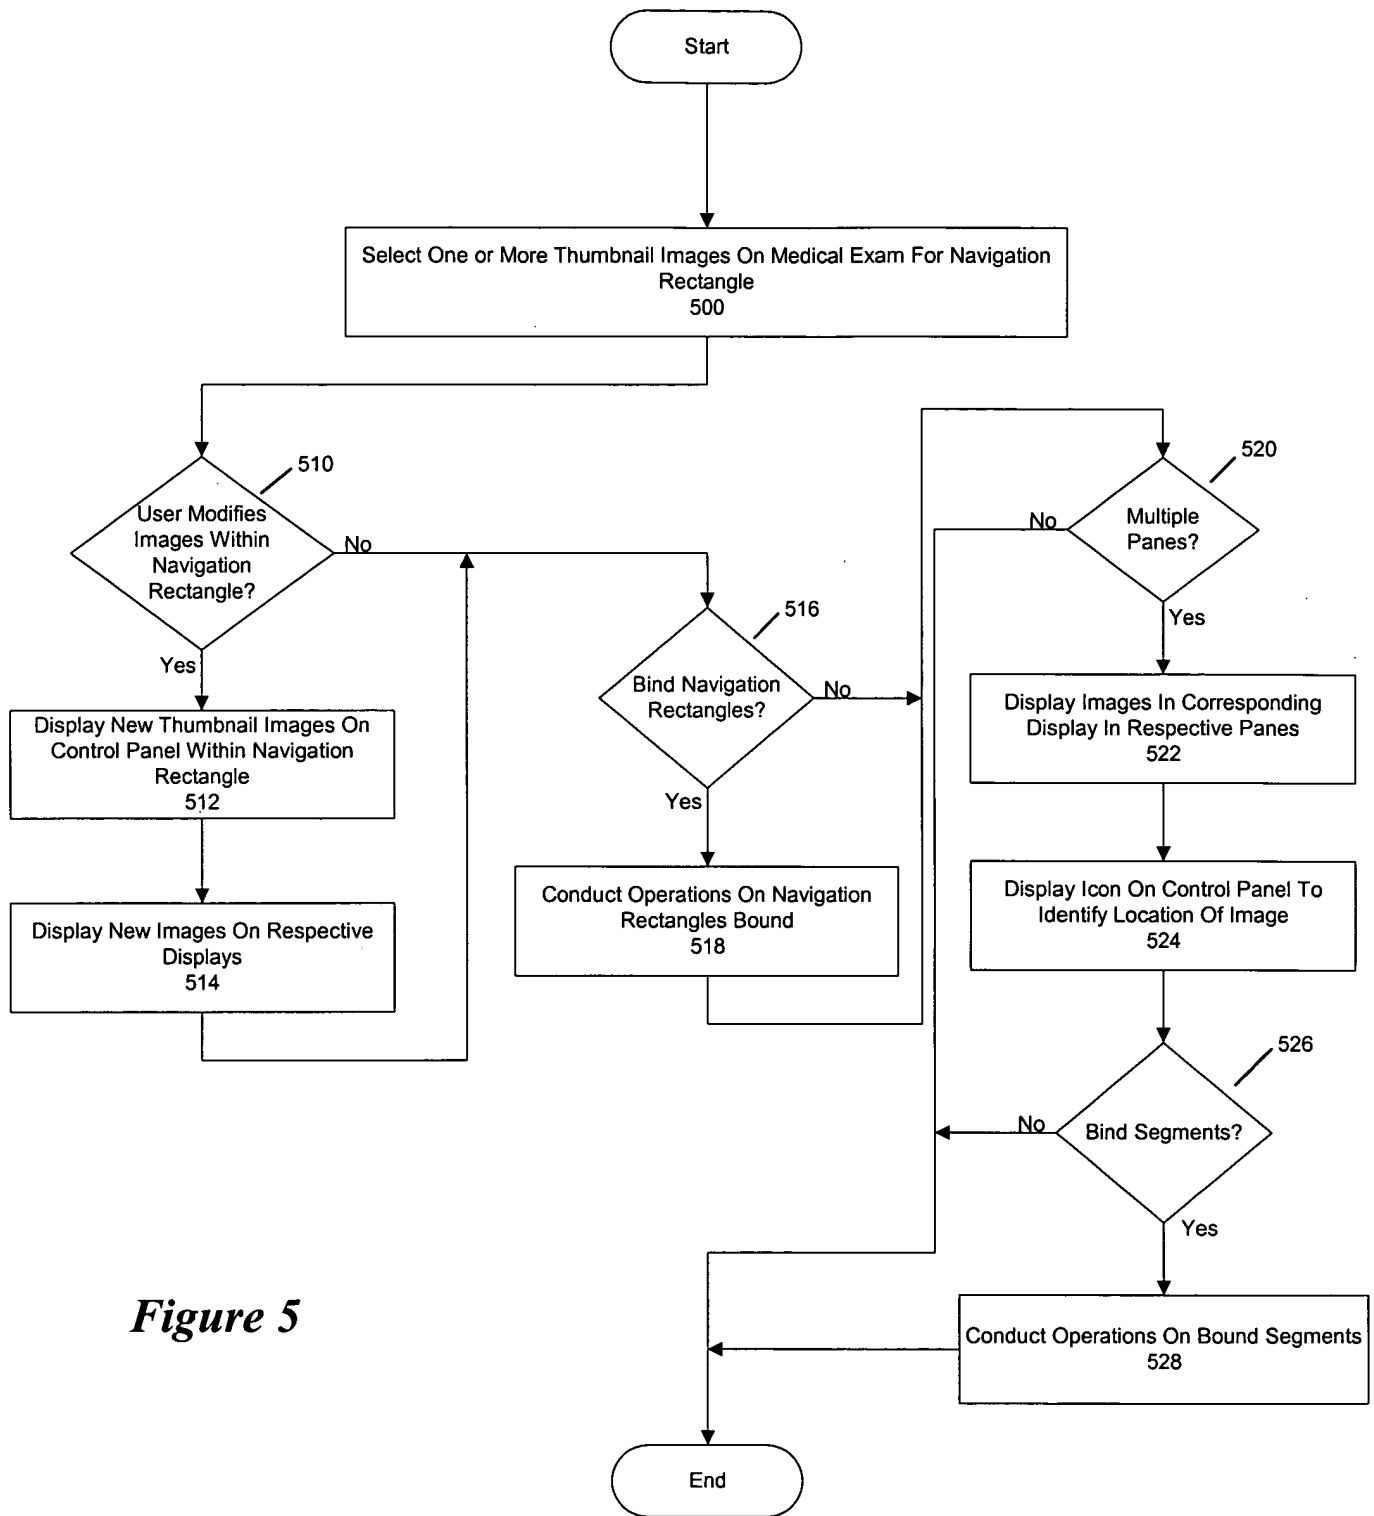 Start
Select One or More Thumbnail Images On Medical Exam For Navigation
Rectangle
500
510
User Modifies
Images Within
Navigation
Rectangle?
No
Yes
Display New Thumbnail Images On
Control Panel Within Navigation
Rectangle
512
Display New Images On Respective
Displays
514
516
Bind Navigation
Rectangles?
No
Yes
Conduct Operations On Navigation
Rectangles Bound
518
520
Multiple
Panes?
No
Yes
Display Images In Corresponding
Display In Respective Panes
522
Display Icon On Control Panel To
Identify Location Of Image
524
526
Bind Segments?
No
Yes
Conduct Operations On Bound Segments
528
End
Figure 5